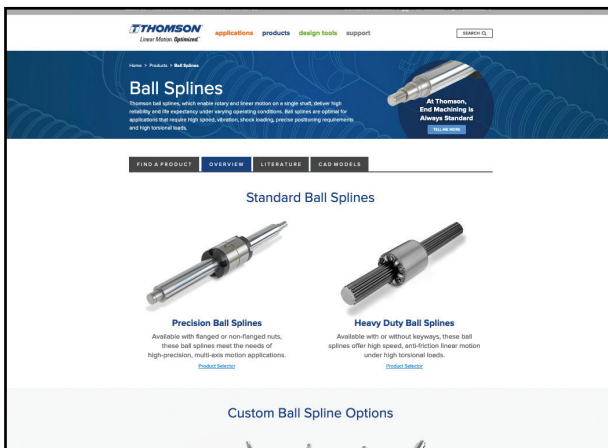 THOMSON
Linear Motion. Optimized.
applications products design tools support
SEARCH
Home > Products > Ball Splines
Ball Splines
Thomson ball splines, which enable rotary and linear motion on a single shaft, deliver high
reliability and life expectancy under varying operating conditions. Ball splines are optimal for
applications that require high speed, vibration, shock loading, precise positioning requirements
and high torsional loads.
At Thomson,
End Machining is
Always Standard
TELL ME MORE
FIND A PRODUCT OVERVIEW LITERATURE CAD MODELS
Standard Ball Splines
Precision Ball Splines
Available with flanged or non-flanged nuts,
these ball splines meet the needs of
high-precision, multi-axis motion applications.
Product Selector
Heavy Duty Ball Splines
Available with or without keyways, these ball
splines offer high speed, anti-friction linear motion
under high torsional loads.
Product Selector
Custom Ball Spline Options